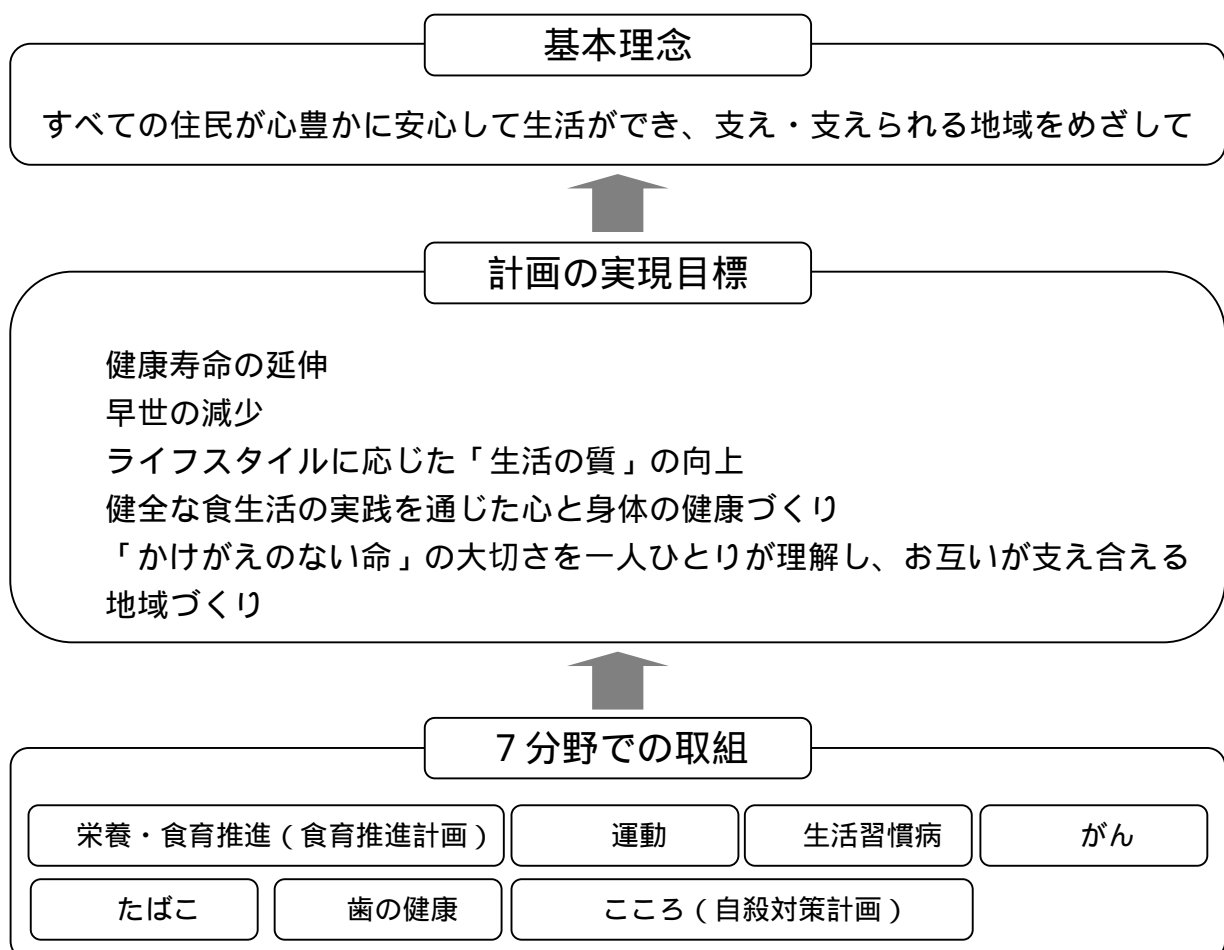 基本理念
すべての住民が心豊かに安心して生活ができ、支え・支えられる地域をめざして
計画の実現目標
健康寿命の延伸
早世の減少
ライフスタイルに応じた「生活の質」の向上
健全な食生活の実践を通じた心と身体の健康づくり
「かけがえのない命」の大切さを一人ひとりが理解し、お互いが支え合える
地域づくり
7分野での取組
栄養・食育推進(食育推進計画) 運動 生活習慣病 がん
たばこ 歯の健康 こころ(自殺対策計画)